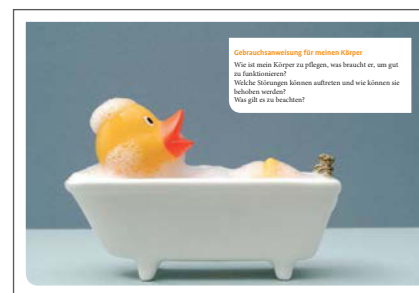 Gebrauchsanweisung für meinen Körper
Wie ist mein Körper zu pflegen, was braucht er, um gut
zu funktionieren?
Welche Störungen können auftreten und wie können sie
behoben werden?
Was gilt es zu beachten?